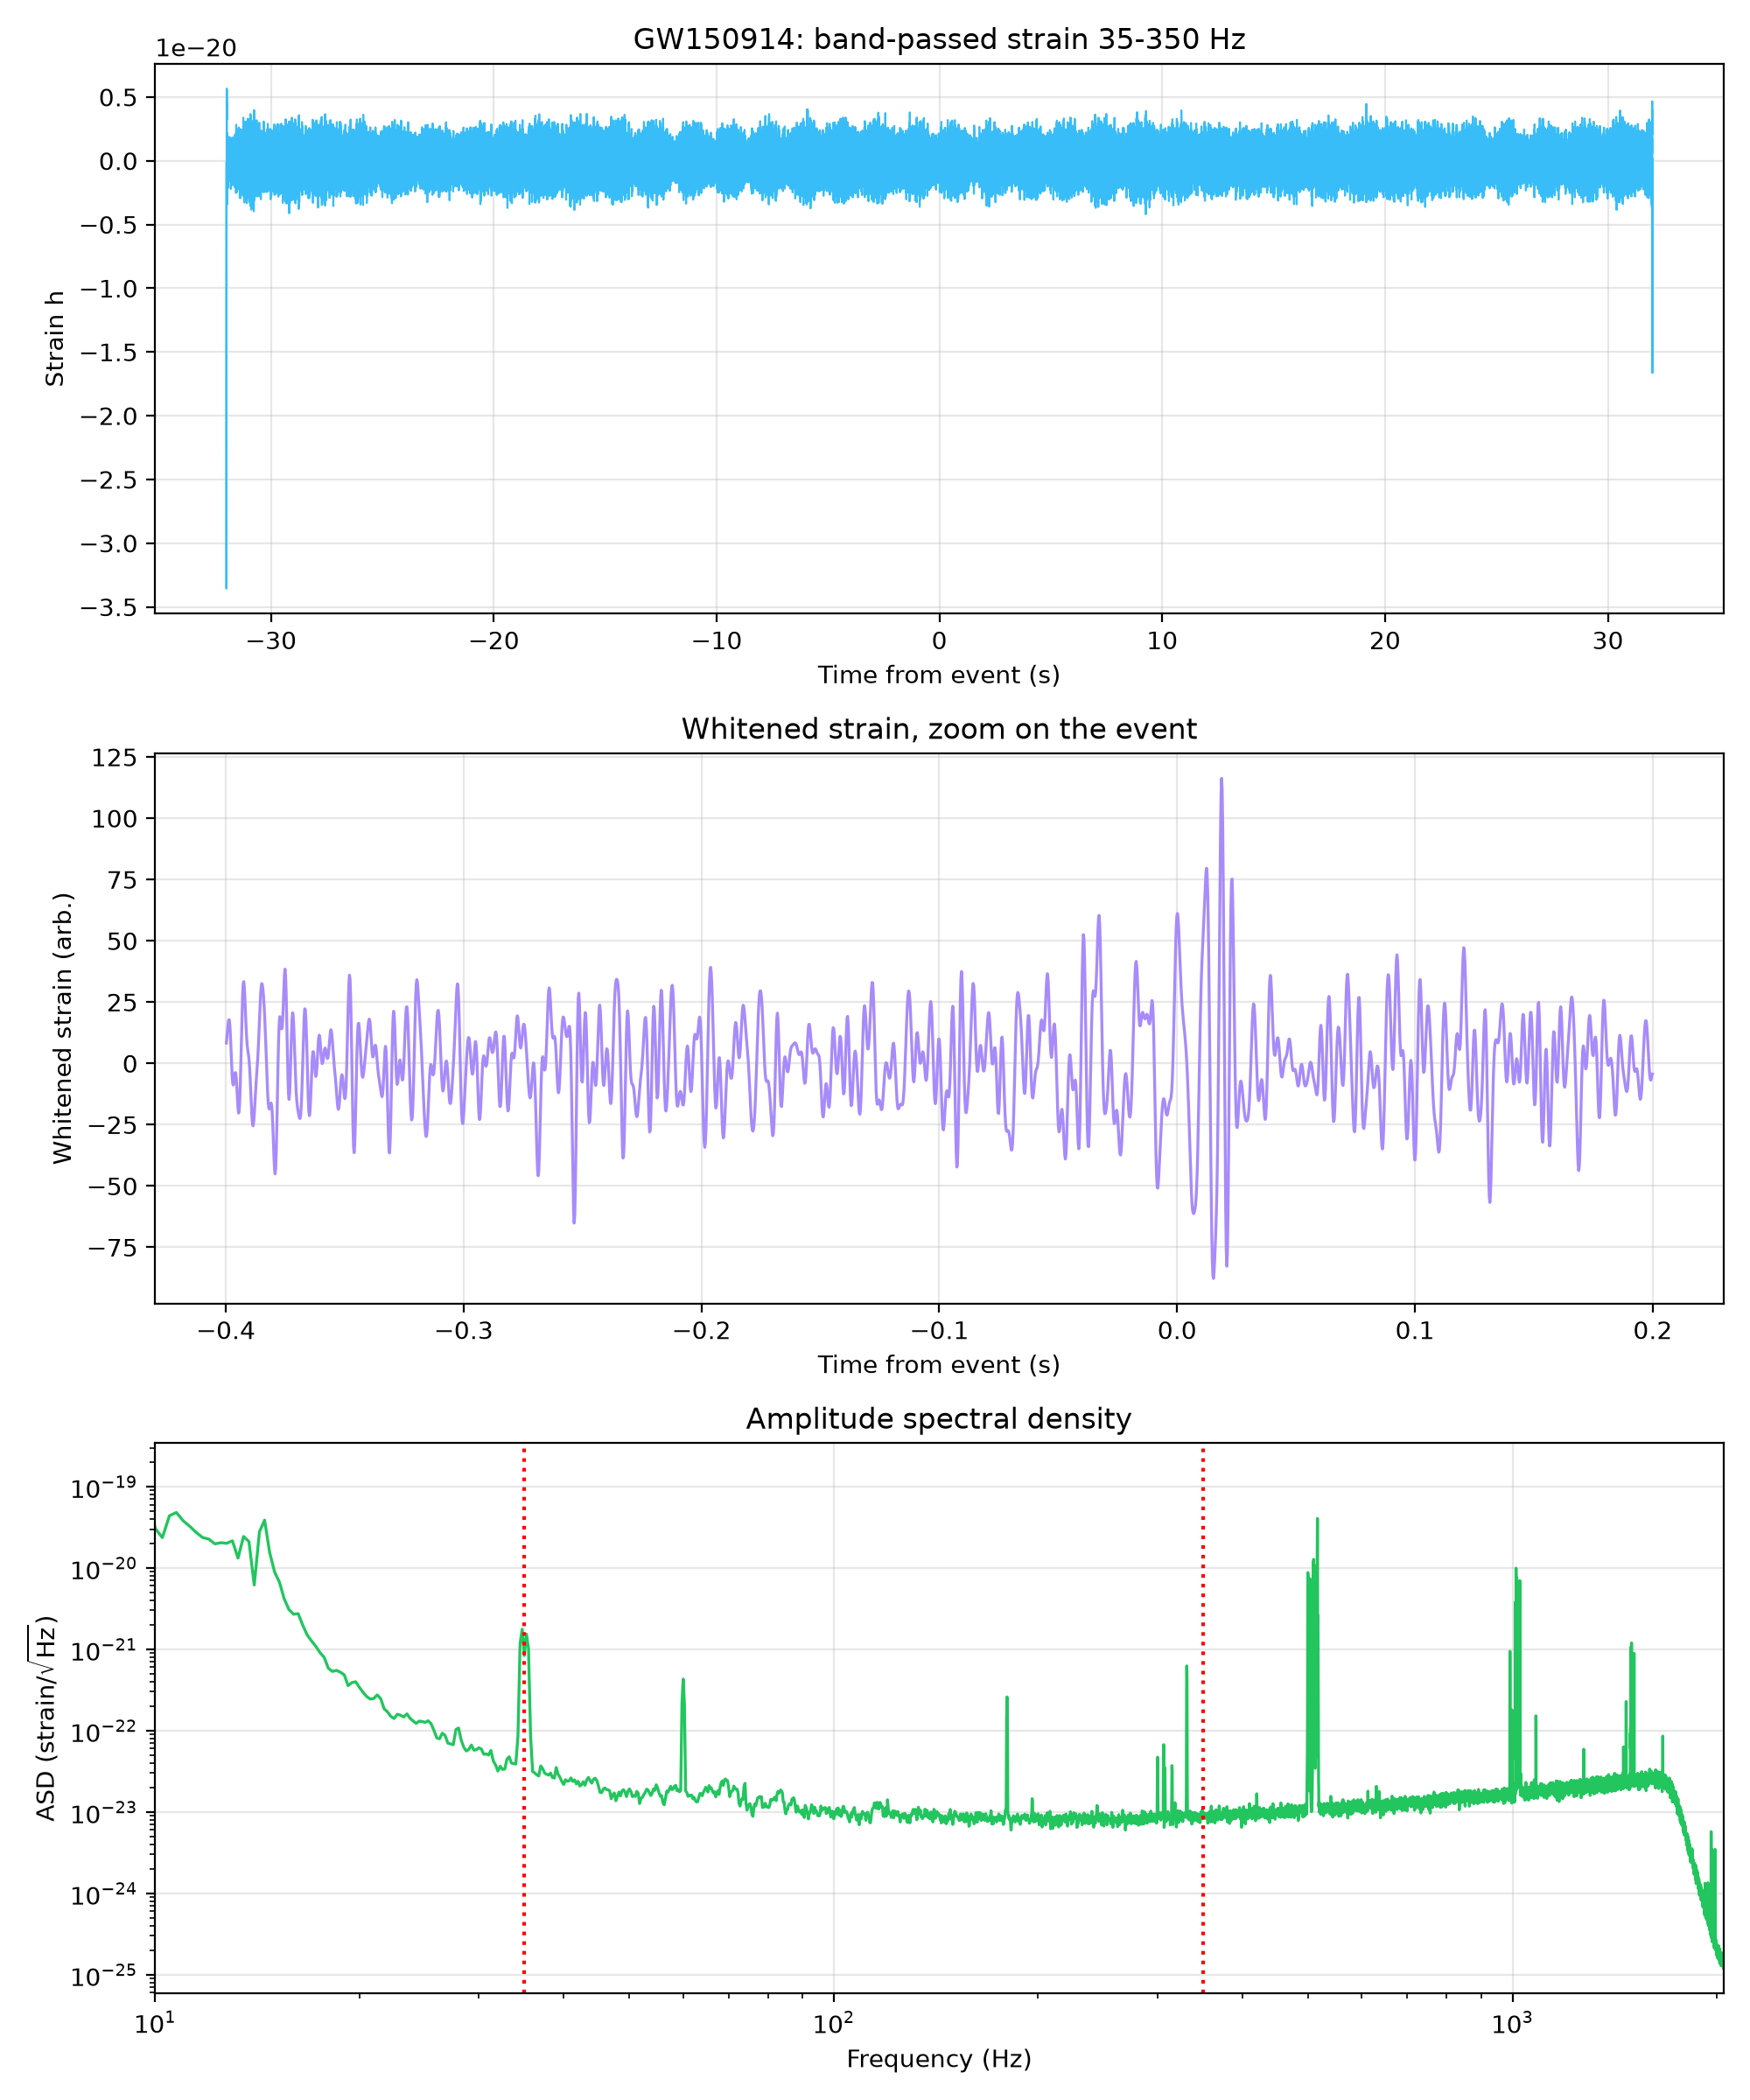 GW150914: band-passed strain 35-350 Hz
1e−20
0.5
0.0
−0.5
−1.0
−1.5
−2.0
−2.5
−3.0
−3.5
Strain h
−30 −20 −10 0 10 20 30
Time from event (s)
Whitened strain, zoom on the event
125
100
75
50
25
0
−25
−50
−75
Whitened strain (arb.)
−0.4 −0.3 −0.2 −0.1 0.0 0.1 0.2
Time from event (s)
Amplitude spectral density
10⁻¹⁹
10⁻²⁰
10⁻²¹
10⁻²²
10⁻²³
10⁻²⁴
10⁻²⁵
ASD (strain/√Hz)
10¹ 10² 10³
Frequency (Hz)